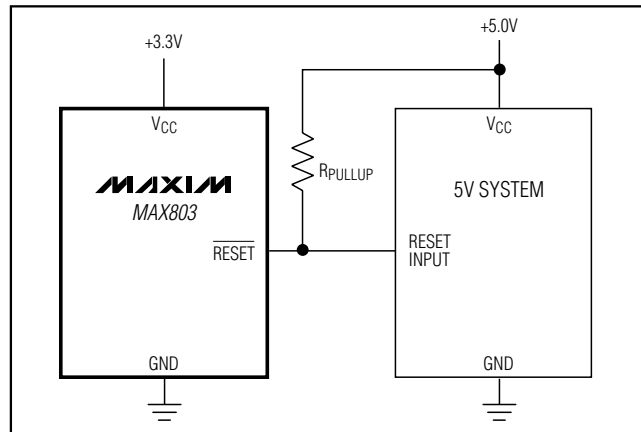 +3.3V
+5.0V
VCC
VCC
MAXIM
MAX803
RPULLUP
5V SYSTEM
RESET
RESET
INPUT
GND
GND